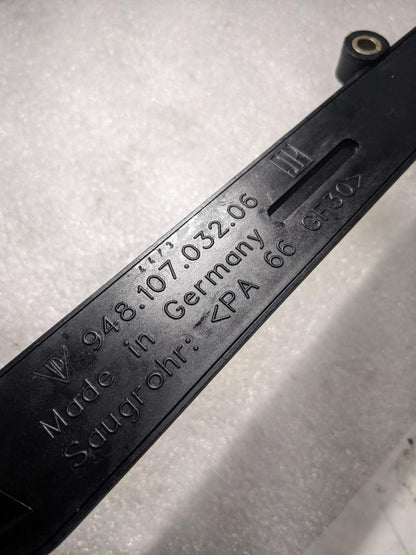 948.107.032.06
Made in Germany
Saugrohr: <PA 66 GF30>